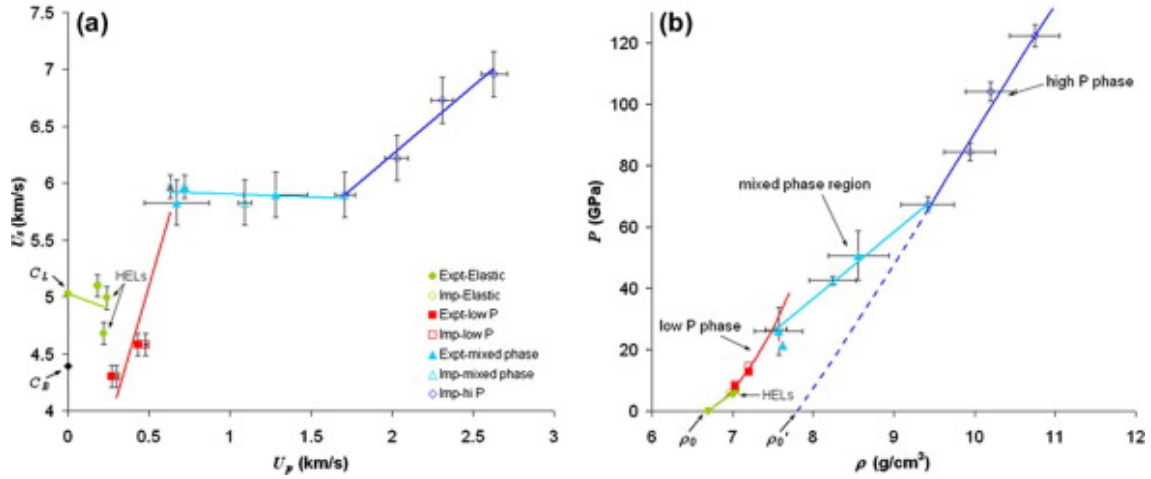 (a)
7.5
7
6.5
6
5.5
5
4.5
4
U_s (km/s)
C_L
C_B
HELs
Expt-Elastic
Imp-Elastic
Expt-low P
Imp-low P
Expt-mixed phase
Imp-mixed phase
Imp-hi P
0 0.5 1 1.5 2 2.5 3
U_p (km/s)
(b)
120
100
80
60
40
20
0
P (GPa)
high P phase
mixed phase region
low P phase
HELs
6 7 8 9 10 11 12
ρ₀ ρ₀'
ρ (g/cm³)